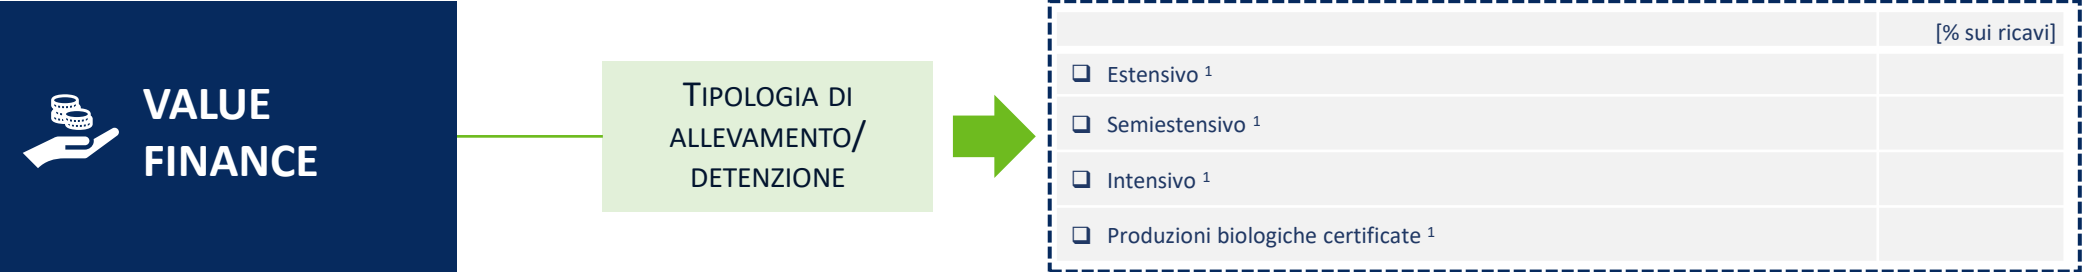 VALUE
FINANCE
TIPOLOGIA DI
ALLEVAMENTO/
DETENZIONE
[% sui ricavi]
Estensivo ¹
Semiestensivo ¹
Intensivo ¹
Produzioni biologiche certificate ¹